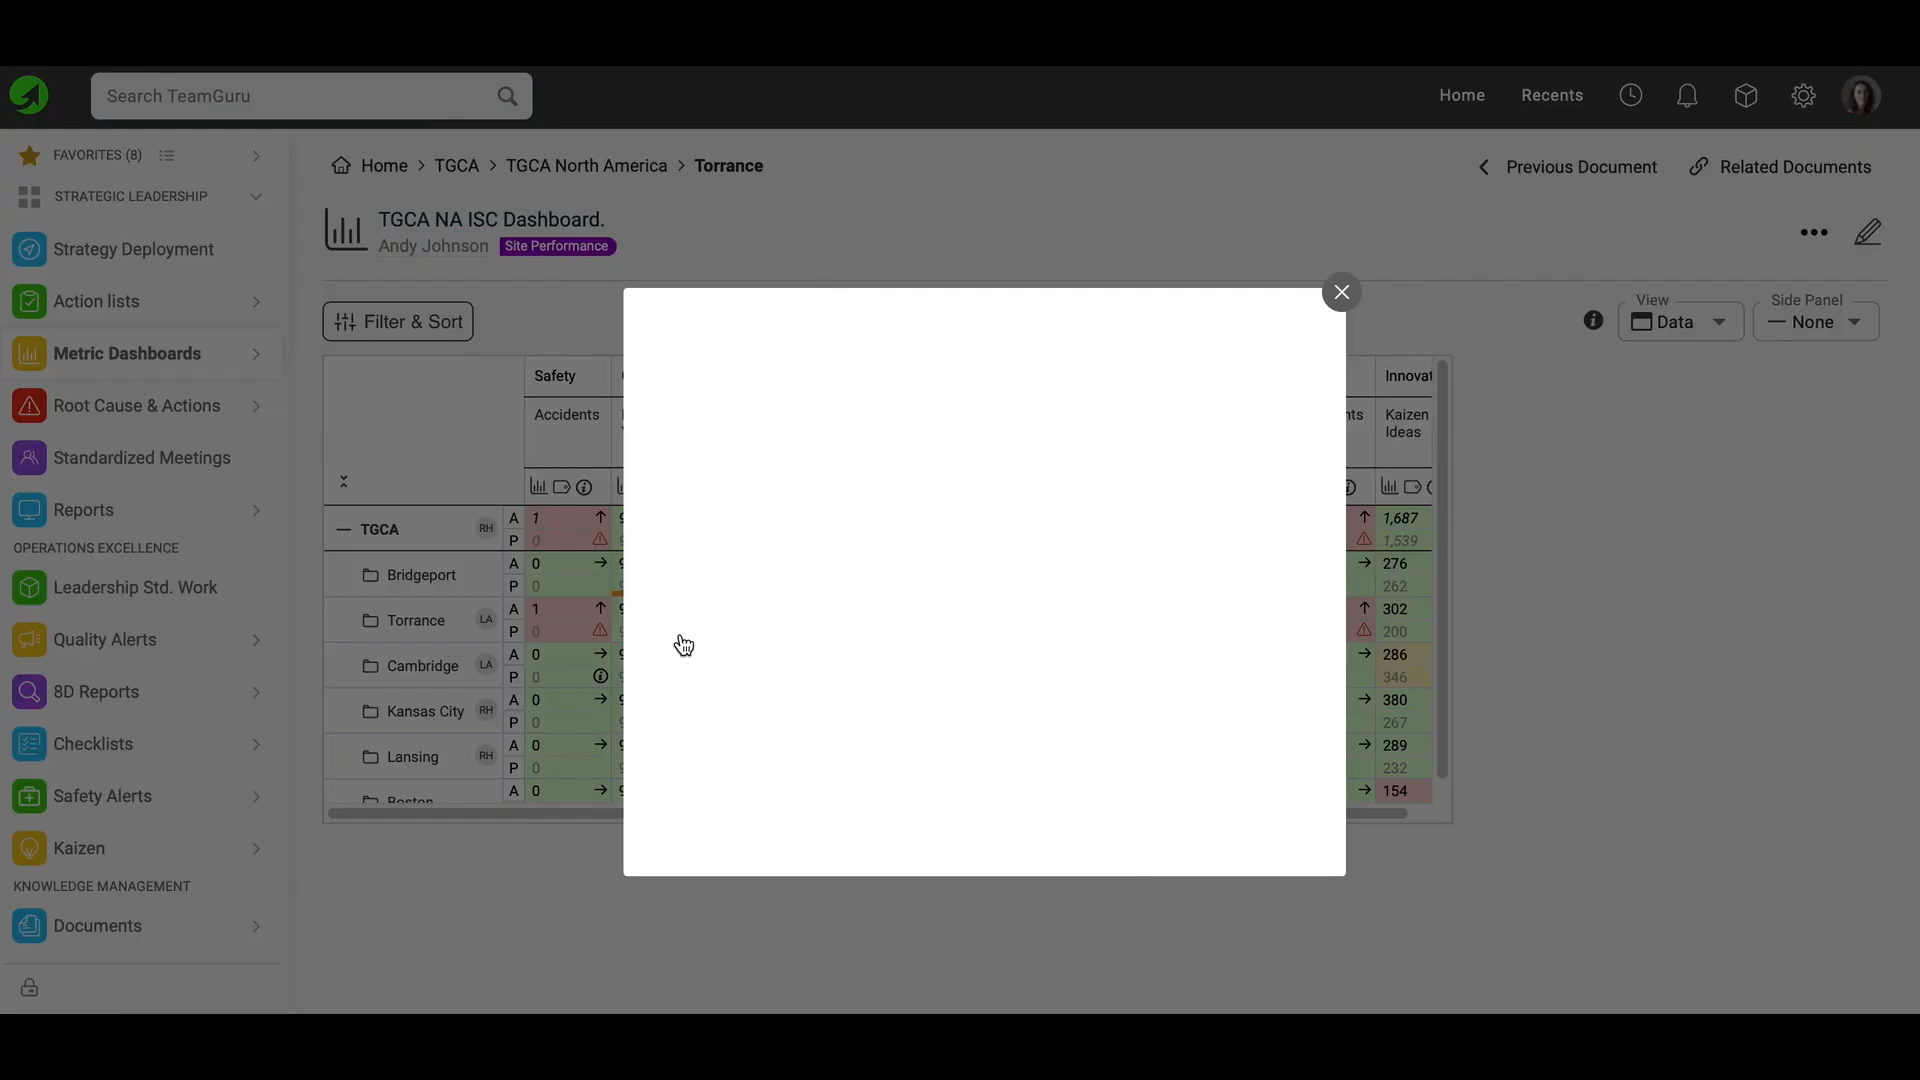 Search TeamGuru
Home
Recents
FAVORITES (8)
STRATEGIC LEADERSHIP
Strategy Deployment
Action lists
Metric Dashboards
Root Cause & Actions
Standardized Meetings
Reports
OPERATIONS EXCELLENCE
Leadership Std. Work
Quality Alerts
8D Reports
Checklists
Safety Alerts
Kaizen
KNOWLEDGE MANAGEMENT
Documents
Home > TGCA > TGCA North America > Torrance
Previous Document
Related Documents
TGCA NA ISC Dashboard.
Andy Johnson Site Performance
Filter & Sort
View
Data
Side Panel
None
Safety
Accidents
Innovat
Kaizen
Ideas
TGCA RH A 1 1,687
P 0 1,539
Bridgeport A 0 276
P 0 262
Torrance LA A 1 302
P 0 200
Cambridge LA A 0 286
P 0 346
Kansas City RH A 0 380
P 0 267
Lansing RH A 0 289
P 0 232
Boston A 0 154